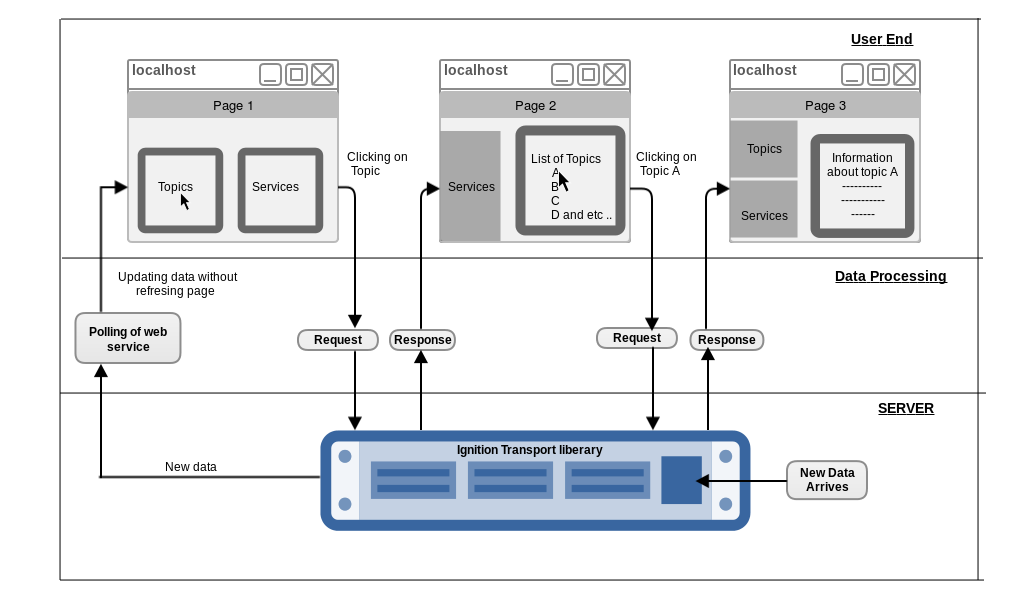 User End
localhost
localhost
localhost
Page 1
Page 2
Page 3
Topics
Services
Clicking on
Topic
Services
List of Topics
A
B
C
D and etc ..
Clicking on
Topic A
Topics
Services
Information
about topic A
----------
-----------
------
Data Processing
Updating data without
refresing page
Polling of web
service
Request
Response
Request
Response
SERVER
New data
Ignition Transport liberary
New Data
Arrives